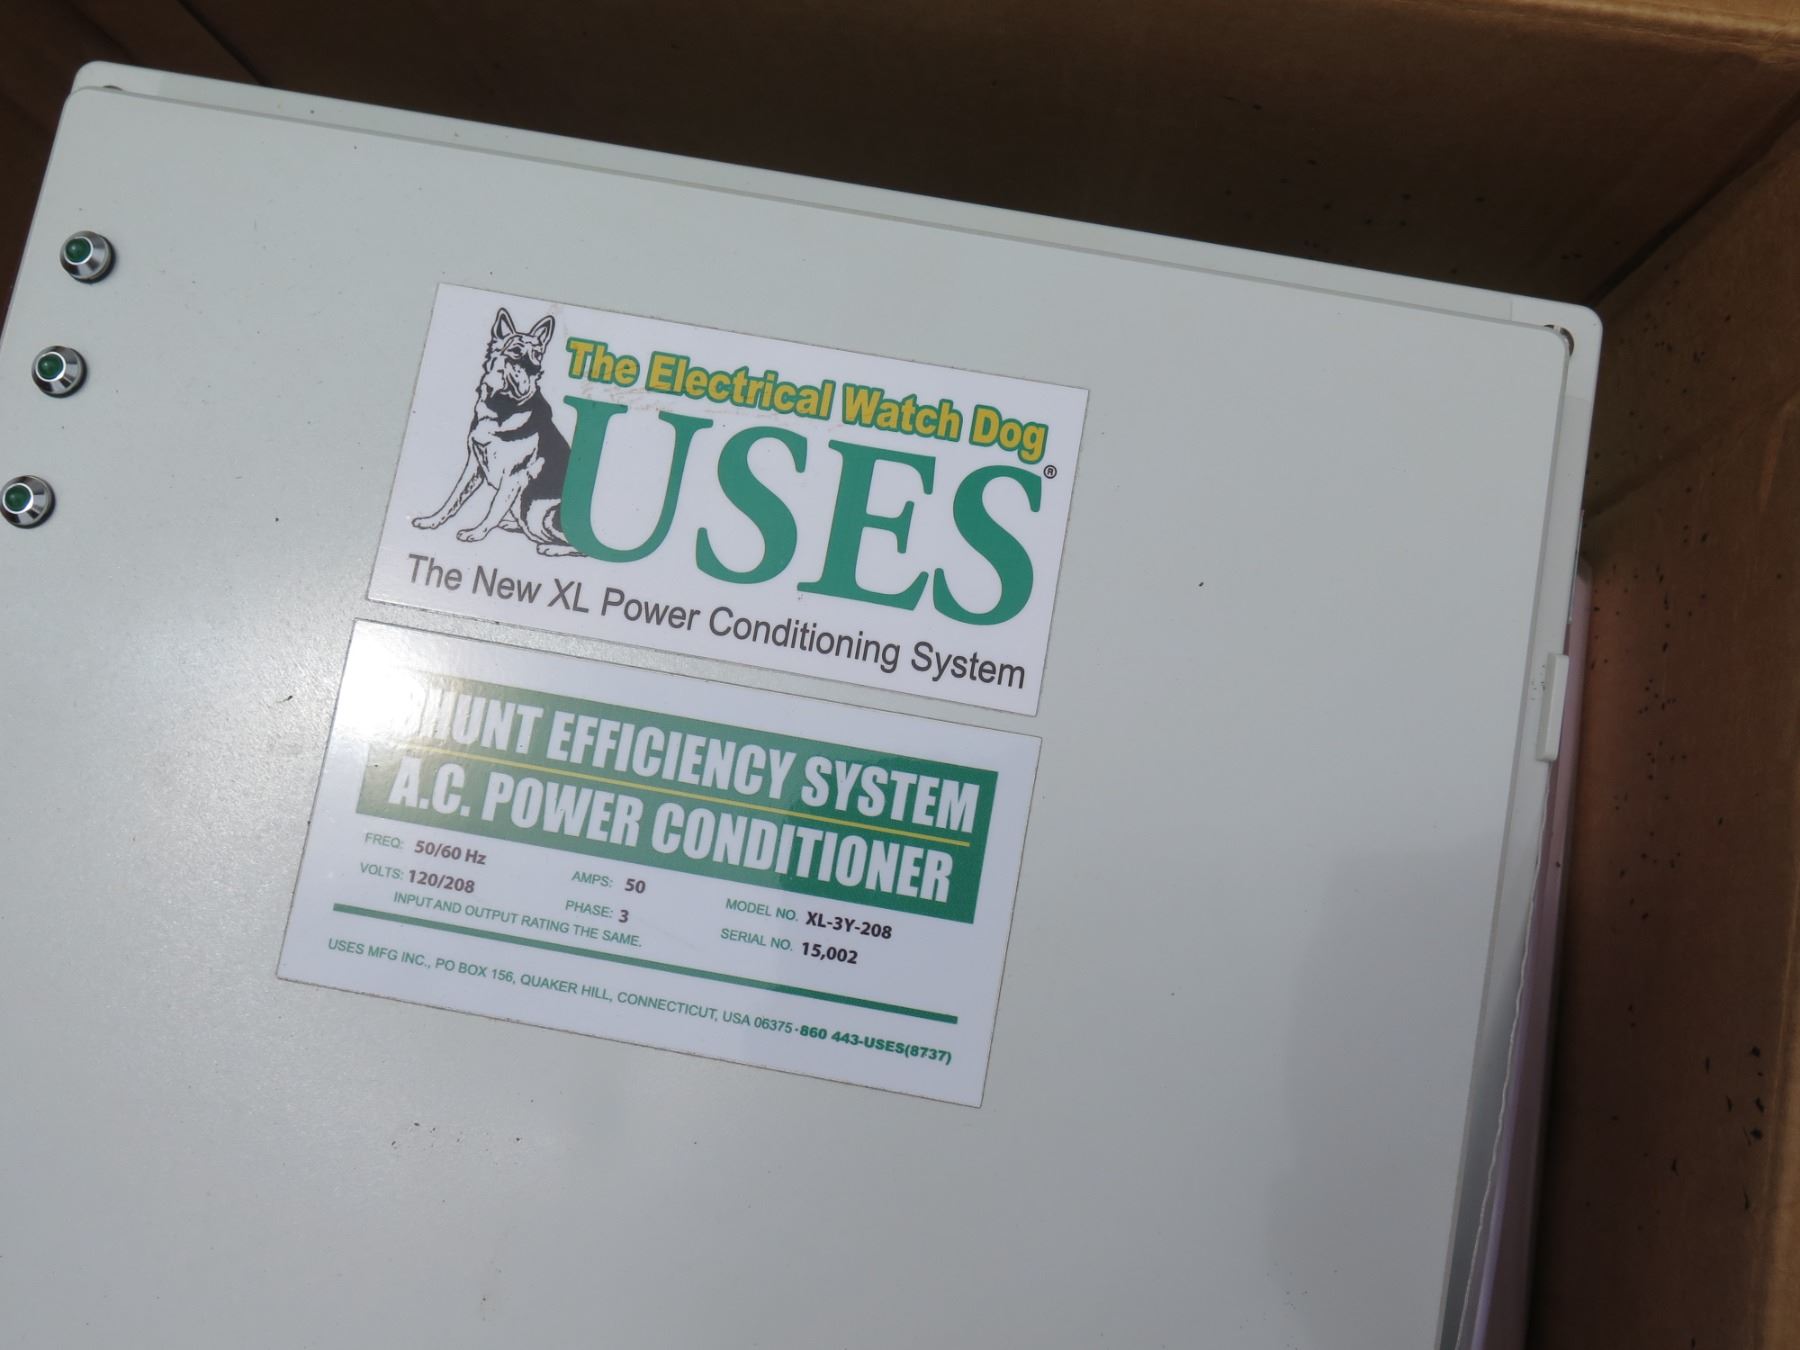 The Electrical Watch Dog
USES®
The New XL Power Conditioning System
EFFICIENCY SYSTEM
A.C. POWER CONDITIONER
FREQ: 50/60 Hz
VOLTS: 120/208 AMPS: 50
INPUT AND OUTPUT RATING THE SAME. PHASE: 3
MODEL NO. XL-3Y-208
SERIAL NO. 15,002
USES MFG INC., PO BOX 156, QUAKER HILL, CONNECTICUT, USA 06375 · 860 443-USES(8737)